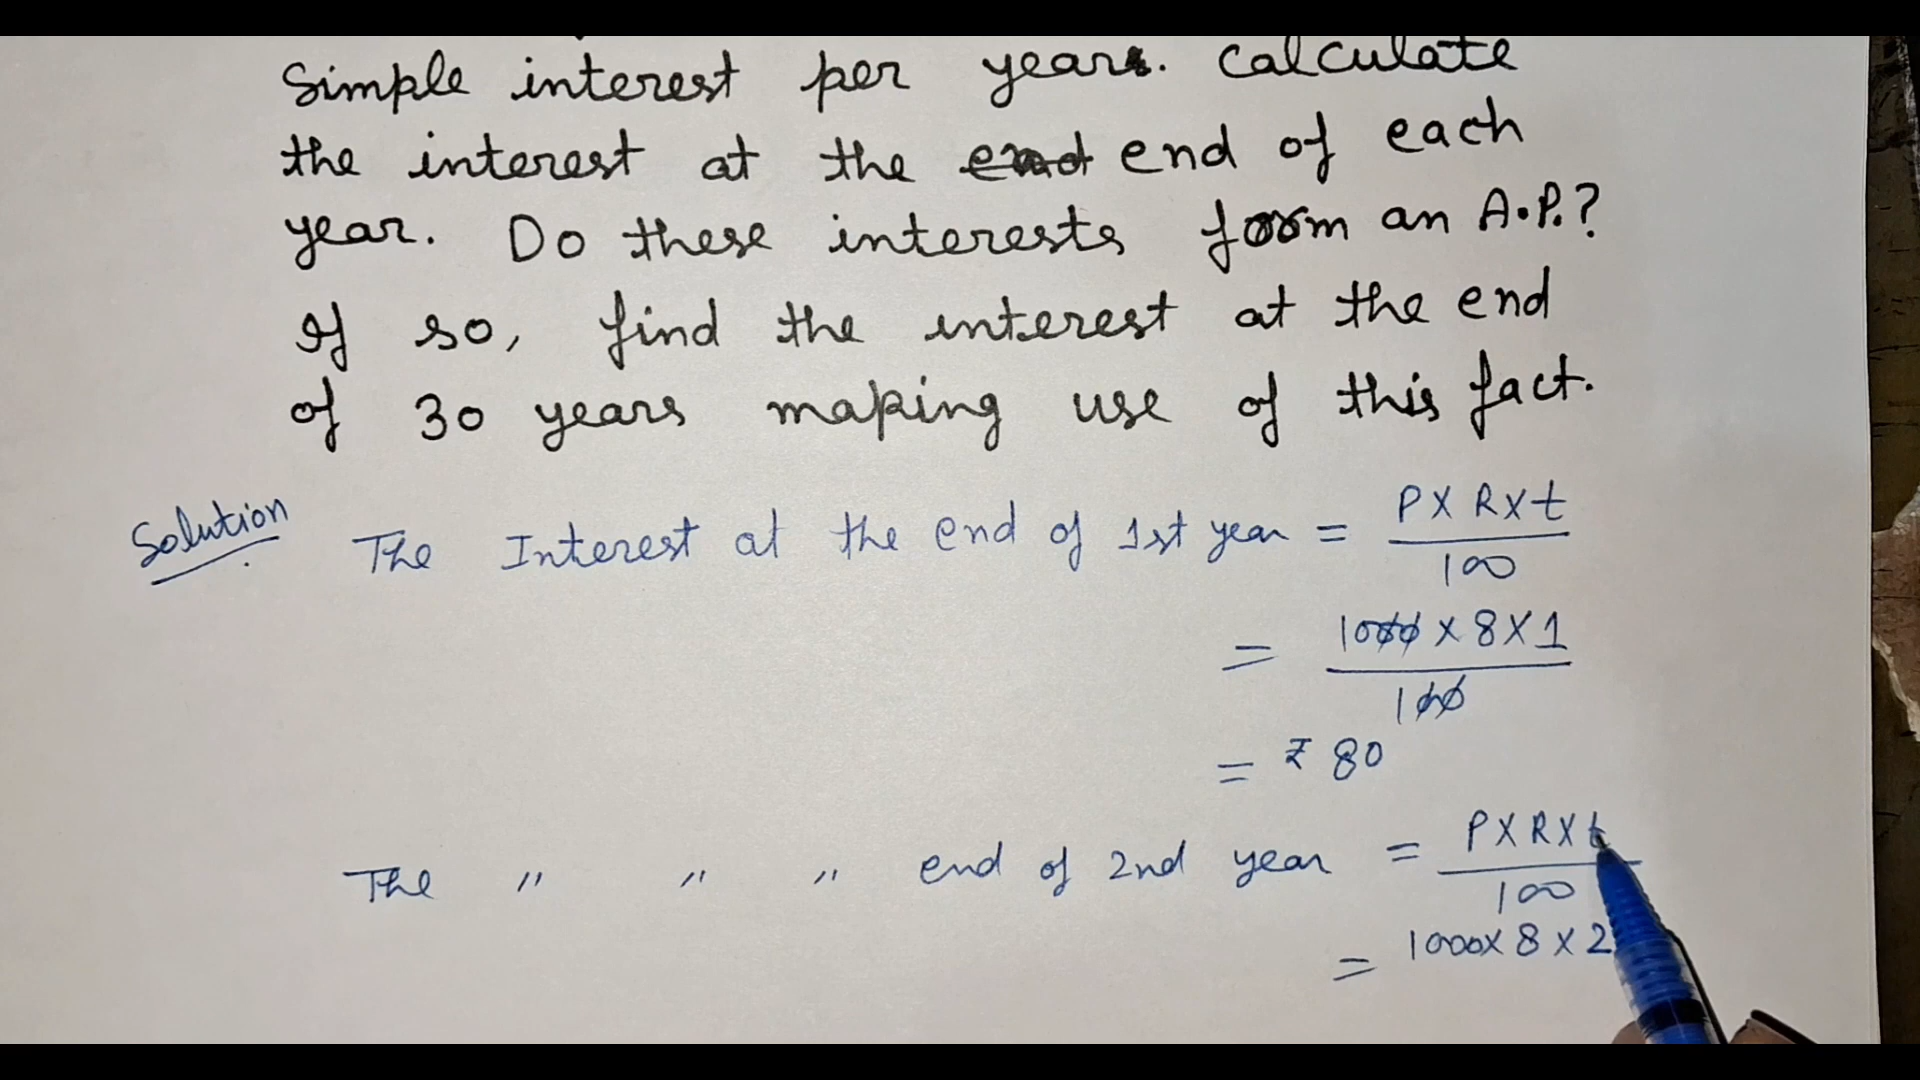 Simple interest per year. Calculate
the interest at the end end of each
year. Do these interests form an A.P.?
If so, find the interest at the end
of 30 years making use of this fact.
Solution The Interest at the end of 1st year = P X R X t / 100
= 1000 X 8 X 1 / 100
= ₹ 80
The " " " end of 2nd year = P X R X t / 100
= 1000 X 8 X 2